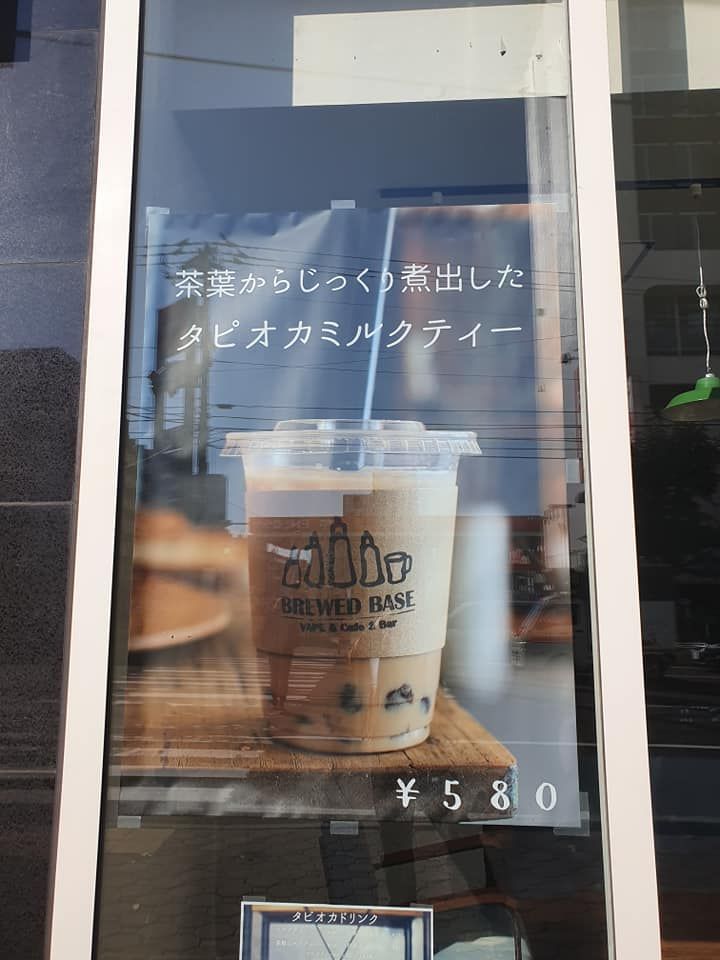 茶葉からじっくり煮出した
タピオカミルクティー
BREWED BASE
VAPE & Cafe & Bar
¥580
タピオカドリンク